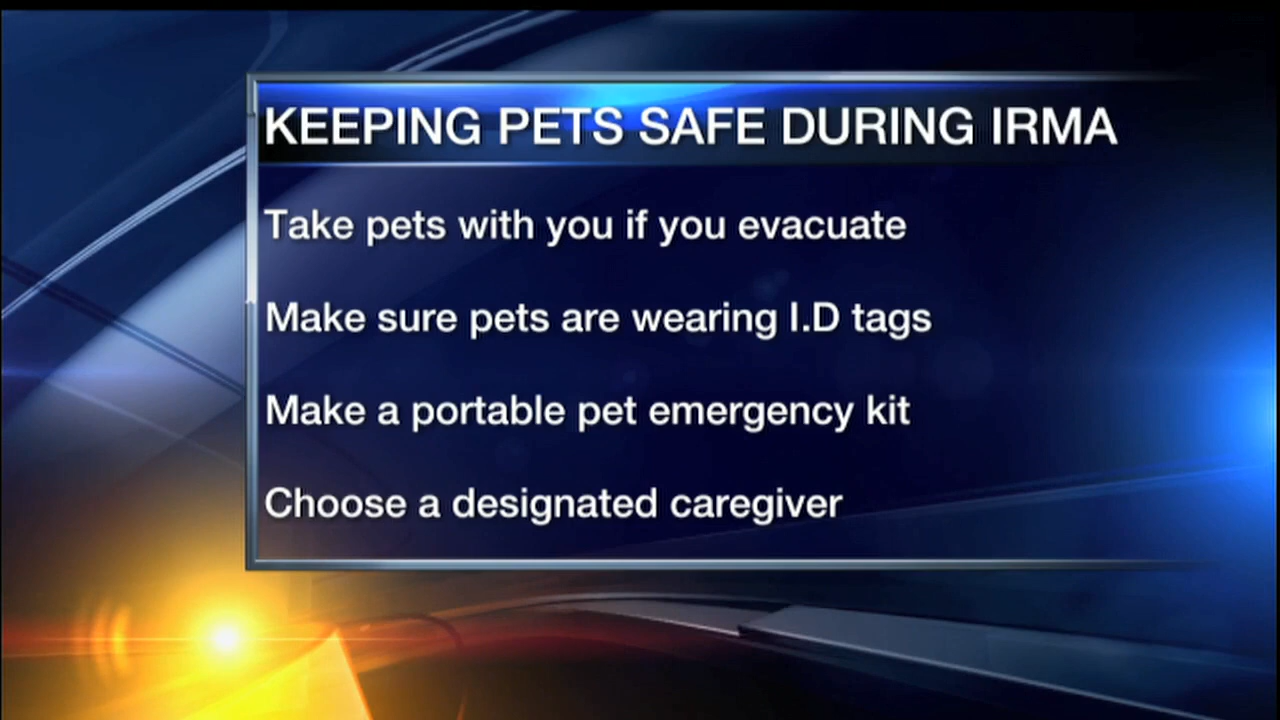 KEEPING PETS SAFE DURING IRMA
Take pets with you if you evacuate
Make sure pets are wearing I.D tags
Make a portable pet emergency kit
Choose a designated caregiver